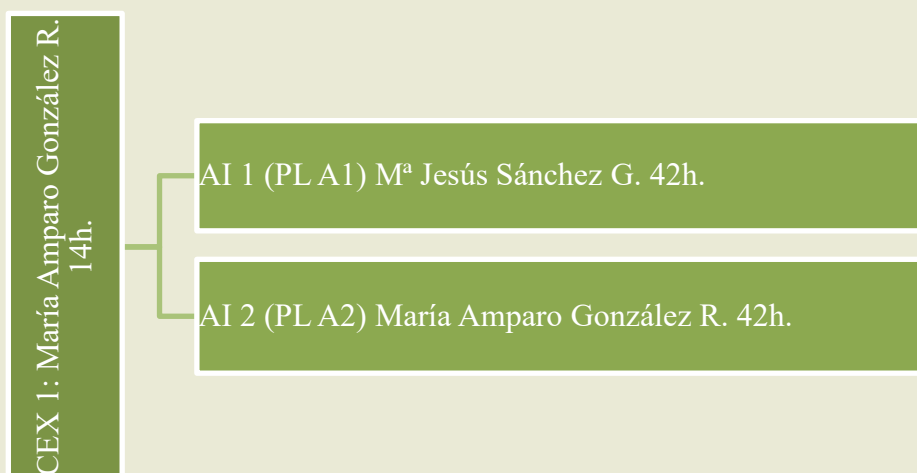 CEX 1: María Amparo González R.
14h.
AI 1 (PL A1) Mª Jesús Sánchez G. 42h.
AI 2 (PL A2) María Amparo González R. 42h.